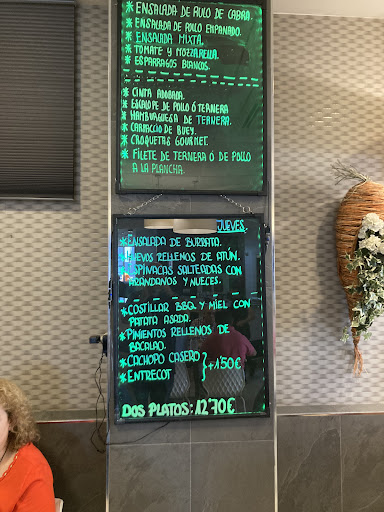 * ENSALADA DE RULO DE CABRA.
* ENSALADA DE POLLO EMPANADO.
* ENSALADA MIXTA.
* TOMATE Y MOZZARELLA.
* ESPARRAGOS BLANCOS.
* CINTA ADOBADA.
* ESCALOPE DE POLLO Ó TERNERA
* HAMBURGUESA DE TERNERA.
* CARPACCIO DE BUEY.
* CROQUETAS GOURMET.
* FILETE DE TERNERA Ó DE POLLO
A LA PLANCHA.
JUEVES.
* ENSALADA DE BURRATA.
* HUEVOS RELLENOS DE ATÚN.
* ESPINACAS SALTEADAS CON
ARANDANOS Y NUECES.
* COSTILLAR BBQ Y MIEL CON
PATATA ASADA.
* PIMIENTOS RELLENOS DE
BACALAO.
* CACHOPO CASERO
* ENTRECOT } +1'50€
DOS PLATOS: 12'70€